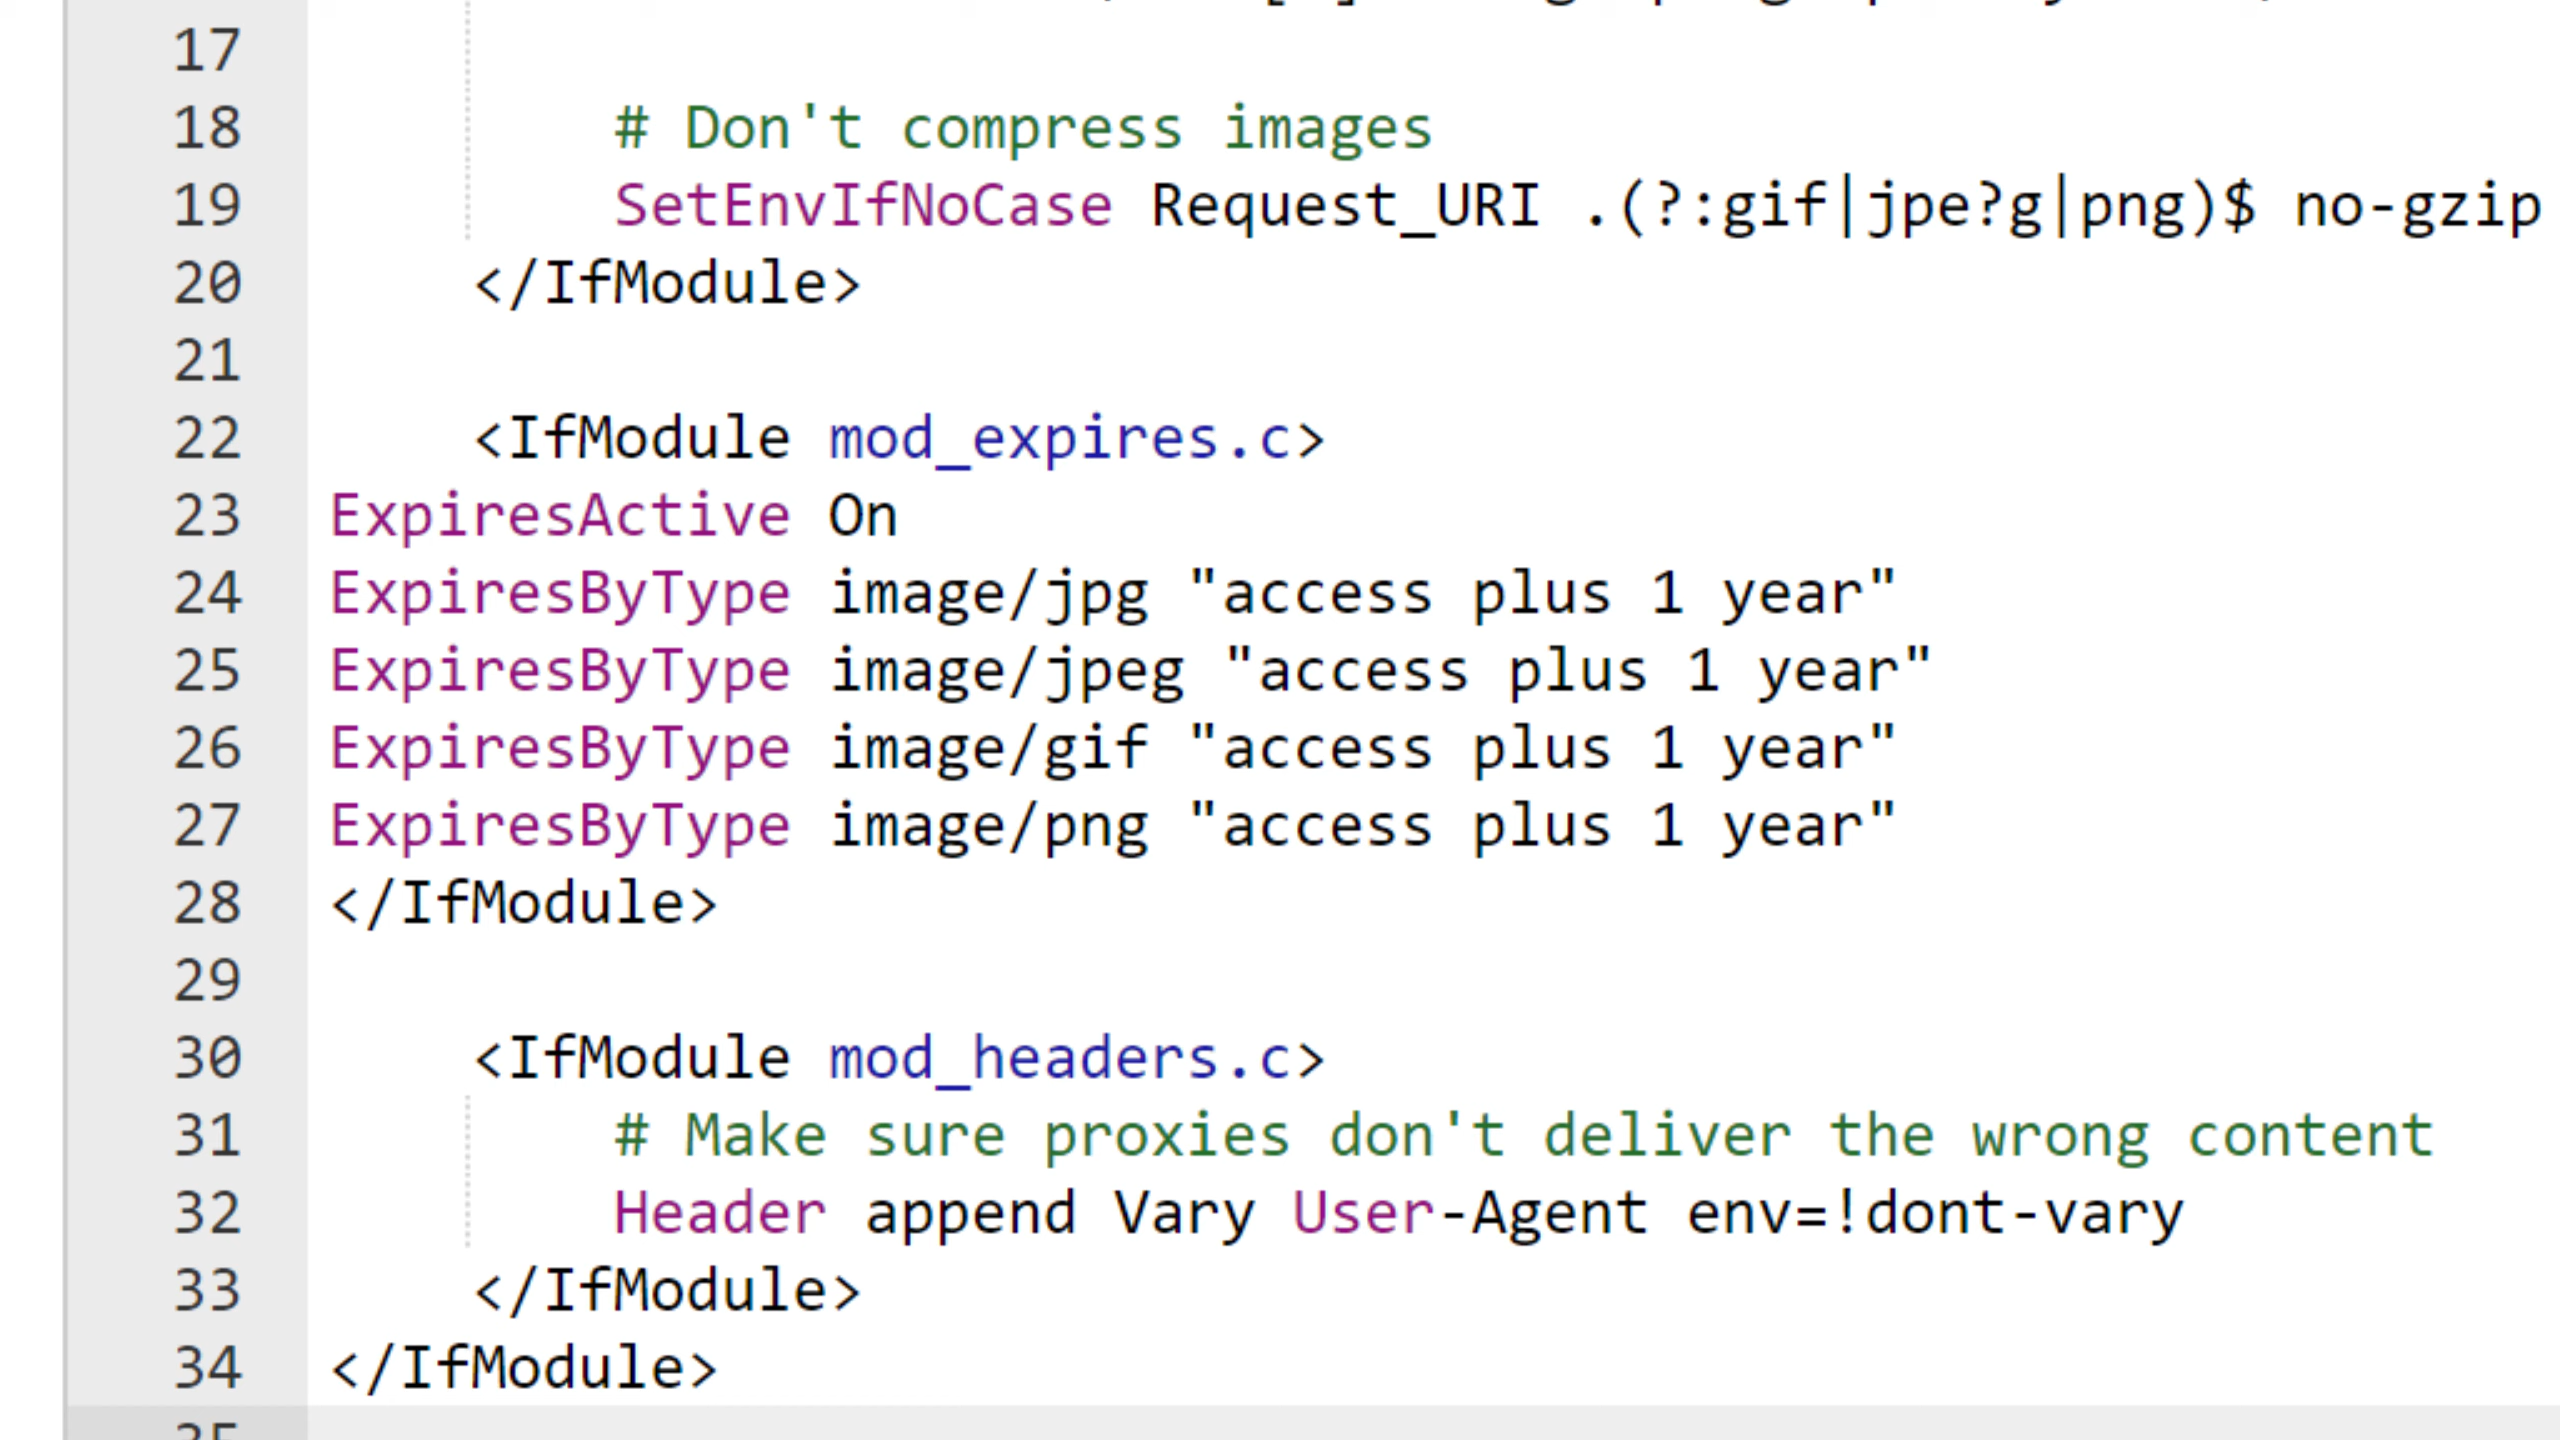 17
18 # Don't compress images
19 SetEnvIfNoCase Request_URI .(?:gif|jpe?g|png)$ no-gzip
20 </IfModule>
21
22 <IfModule mod_expires.c>
23 ExpiresActive On
24 ExpiresByType image/jpg "access plus 1 year"
25 ExpiresByType image/jpeg "access plus 1 year"
26 ExpiresByType image/gif "access plus 1 year"
27 ExpiresByType image/png "access plus 1 year"
28 </IfModule>
29
30 <IfModule mod_headers.c>
31 # Make sure proxies don't deliver the wrong content
32 Header append Vary User-Agent env=!dont-vary
33 </IfModule>
34 </IfModule>
35